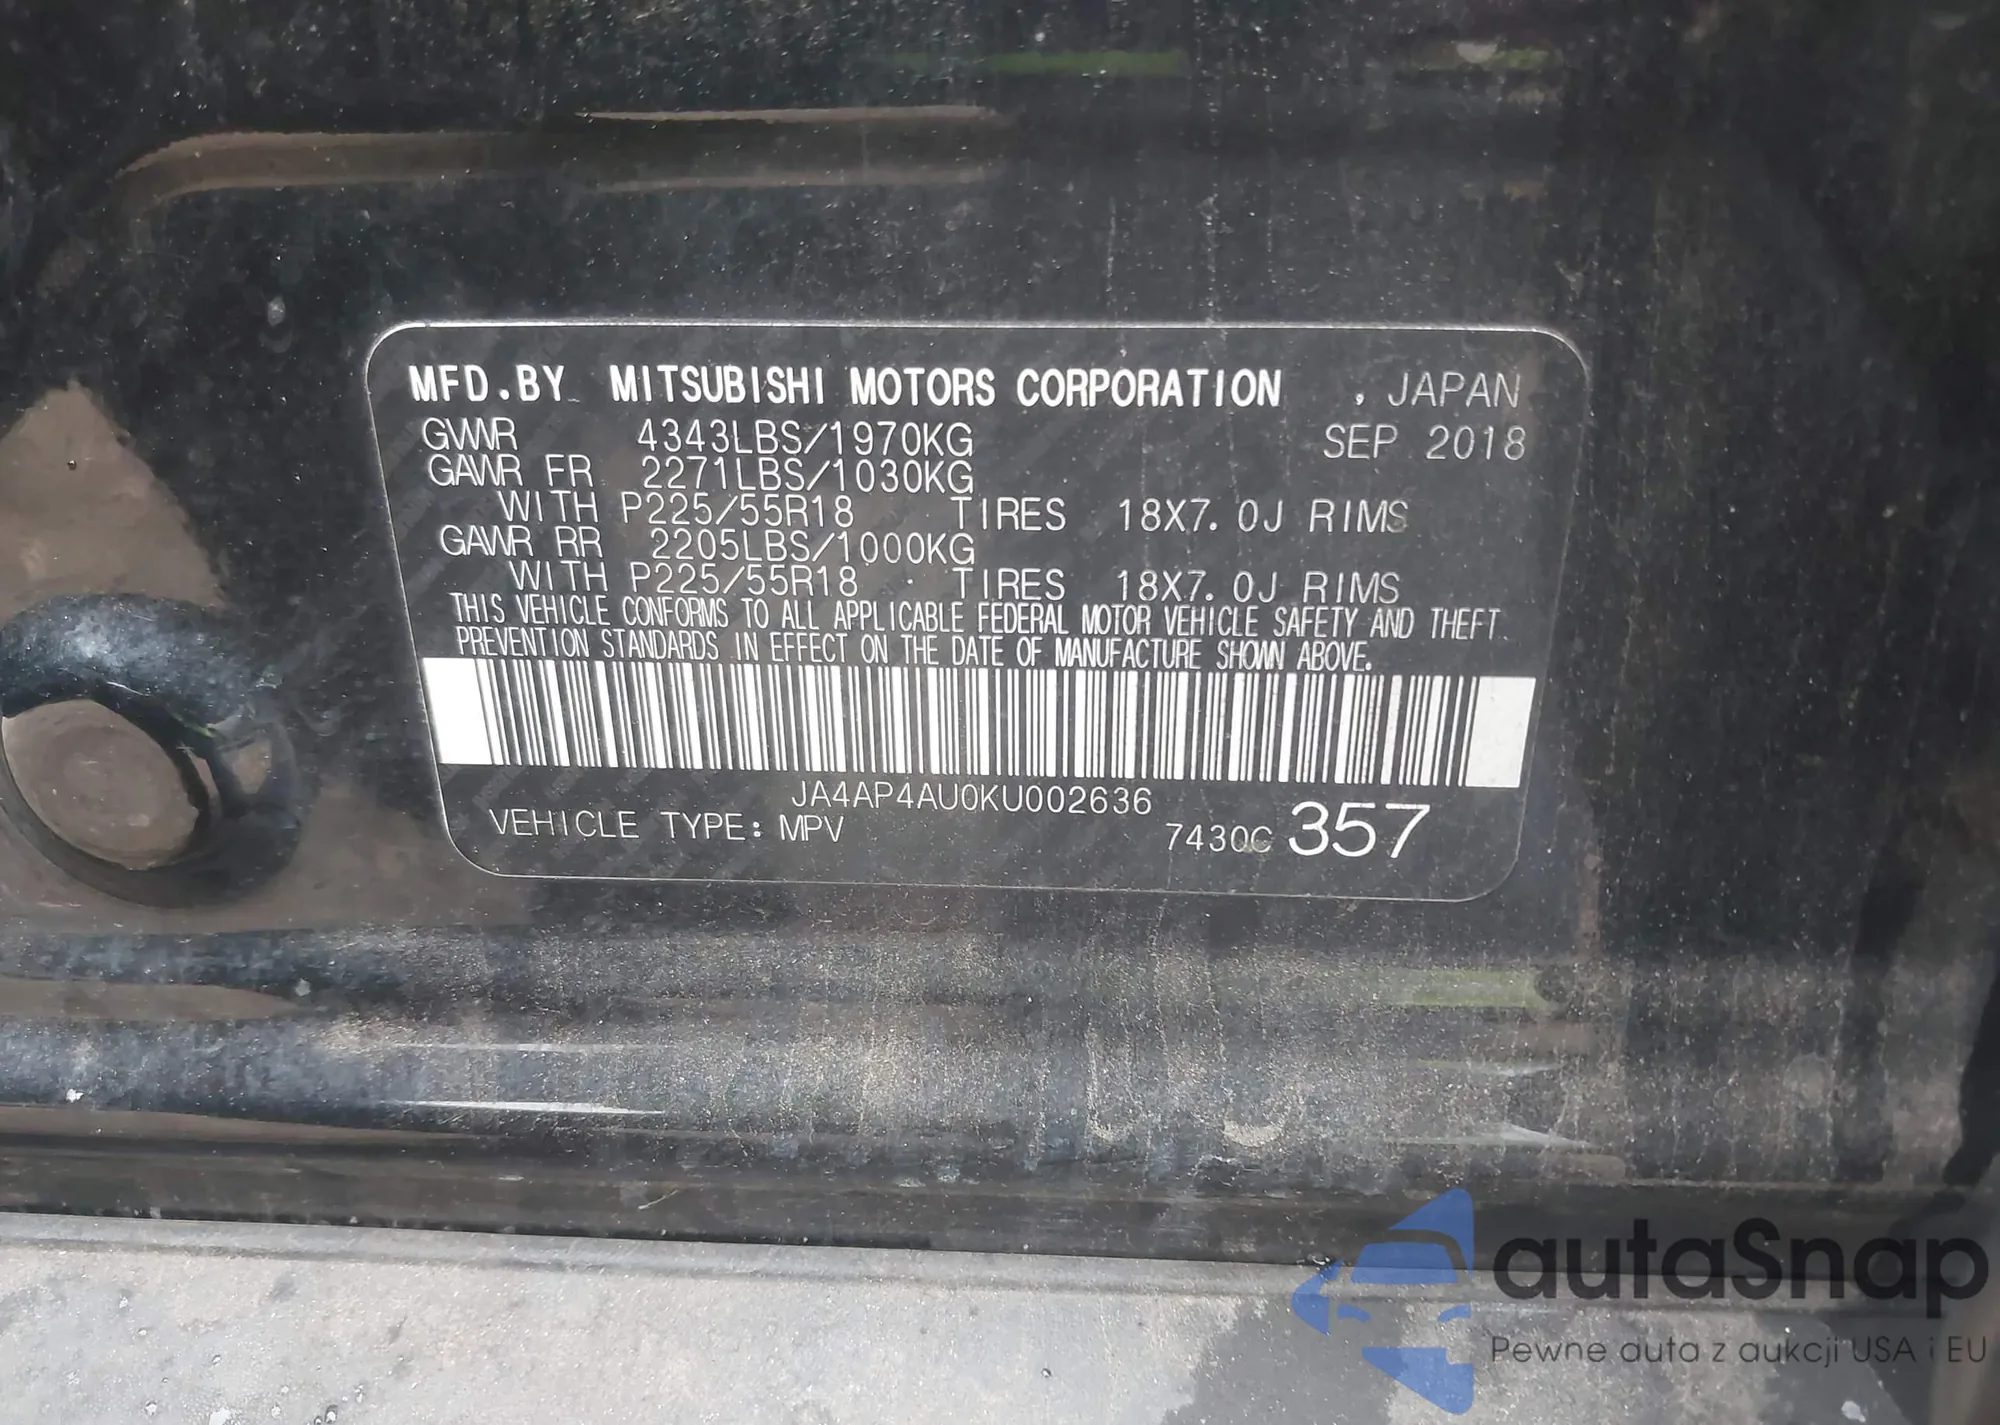 MFD.BY MITSUBISHI MOTORS CORPORATION , JAPAN
GVWR 4343LBS/1970KG SEP 2018
GAWR FR 2271LBS/1030KG
WITH P225/55R18 TIRES 18X7.0J RIMS
GAWR RR 2205LBS/1000KG
WITH P225/55R18 TIRES 18X7.0J RIMS
THIS VEHICLE CONFORMS TO ALL APPLICABLE FEDERAL MOTOR VEHICLE SAFETY AND THEFT
PREVENTION STANDARDS IN EFFECT ON THE DATE OF MANUFACTURE SHOWN ABOVE.
JA4AP4AU0KU002636
VEHICLE TYPE: MPV 7430C 357
autaSnap
Pewne auta z aukcji USA i EU